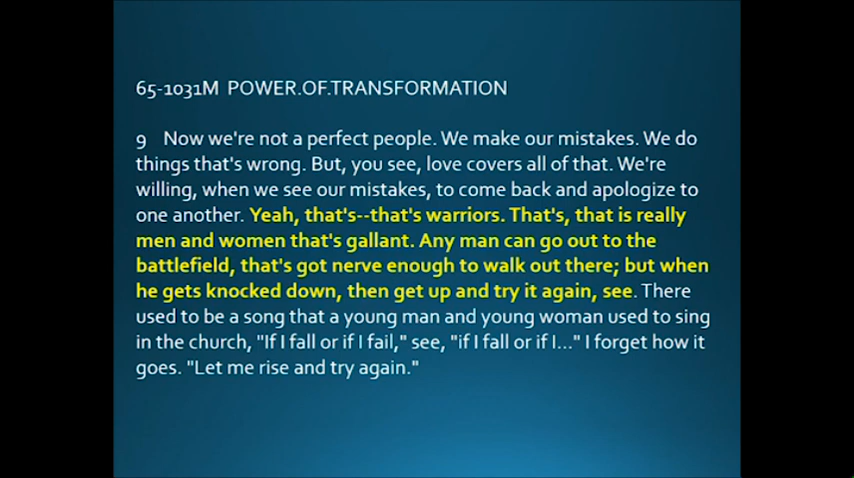 65-1031M POWER.OF.TRANSFORMATION
9 Now we're not a perfect people. We make our mistakes. We do
things that's wrong. But, you see, love covers all of that. We're
willing, when we see our mistakes, to come back and apologize to
one another. Yeah, that's--that's warriors. That's, that is really
men and women that's gallant. Any man can go out to the
battlefield, that's got nerve enough to walk out there; but when
he gets knocked down, then get up and try it again, see. There
used to be a song that a young man and young woman used to sing
in the church, "If I fall or if I fail," see, "if I fall or if I..." I forget how it
goes. "Let me rise and try again."